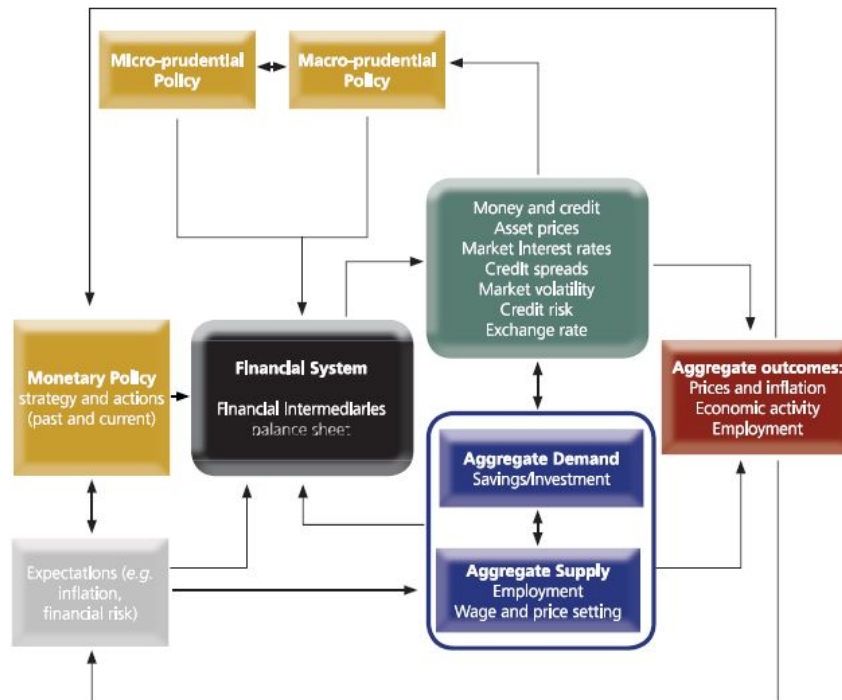 Micro-prudential
Policy
Macro-prudential
Policy
Money and credit
Asset prices
Market interest rates
Credit spreads
Market volatility
Credit risk
Exchange rate
Monetary Policy
strategy and actions
(past and current)
Financial System
Financial Intermediaries
palance sheet
Aggregate outcomes:
Prices and inflation
Economic activity
Employment
Aggregate Demand
Savings/Investment
Expectations (e.g.
inflation,
financial risk)
Aggregate Supply
Employment
Wage and price setting